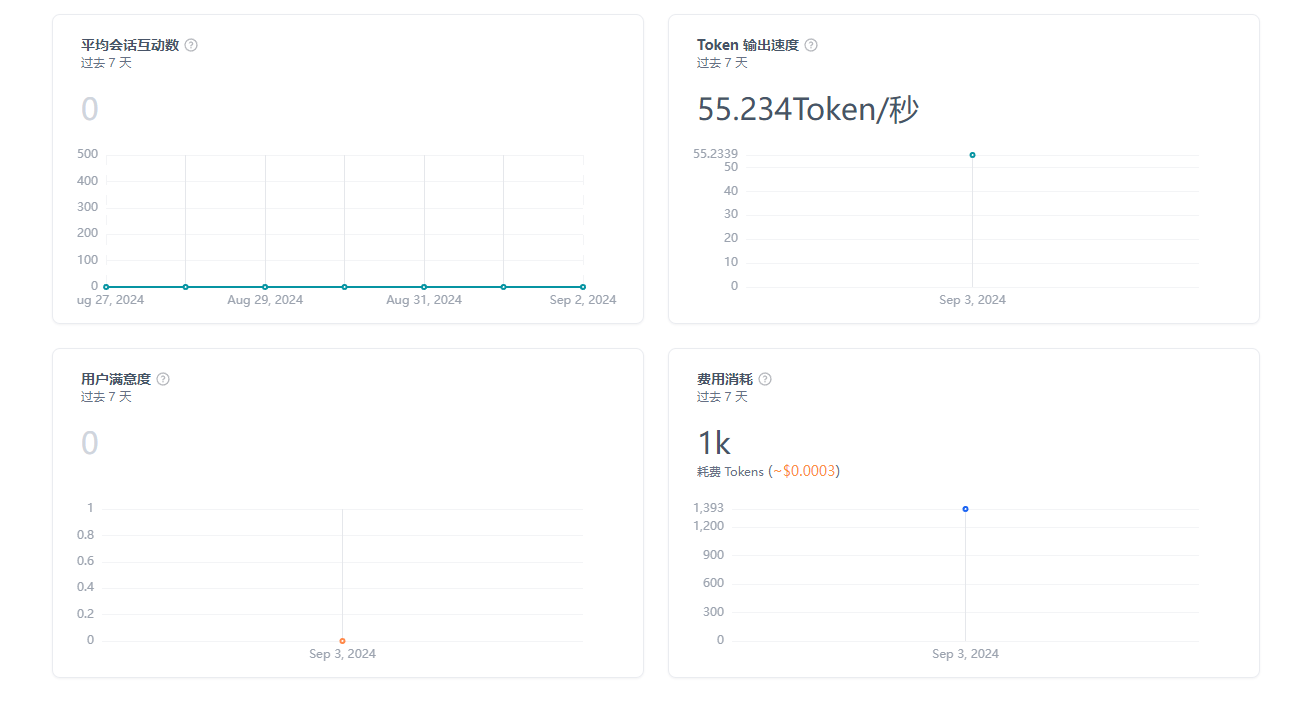 平均会话互动数
过去 7 天
0
500
400
300
200
100
0
ug 27, 2024
Aug 29, 2024
Aug 31, 2024
Sep 2, 2024
Token 输出速度
过去 7 天
55.234Token/秒
55.2339
50
40
30
20
10
0
Sep 3, 2024
用户满意度
过去 7 天
0
1
0.8
0.6
0.4
0.2
0
Sep 3, 2024
费用消耗
过去 7 天
1k
耗费 Tokens (~$0.0003)
1,393
1,200
900
600
300
0
Sep 3, 2024